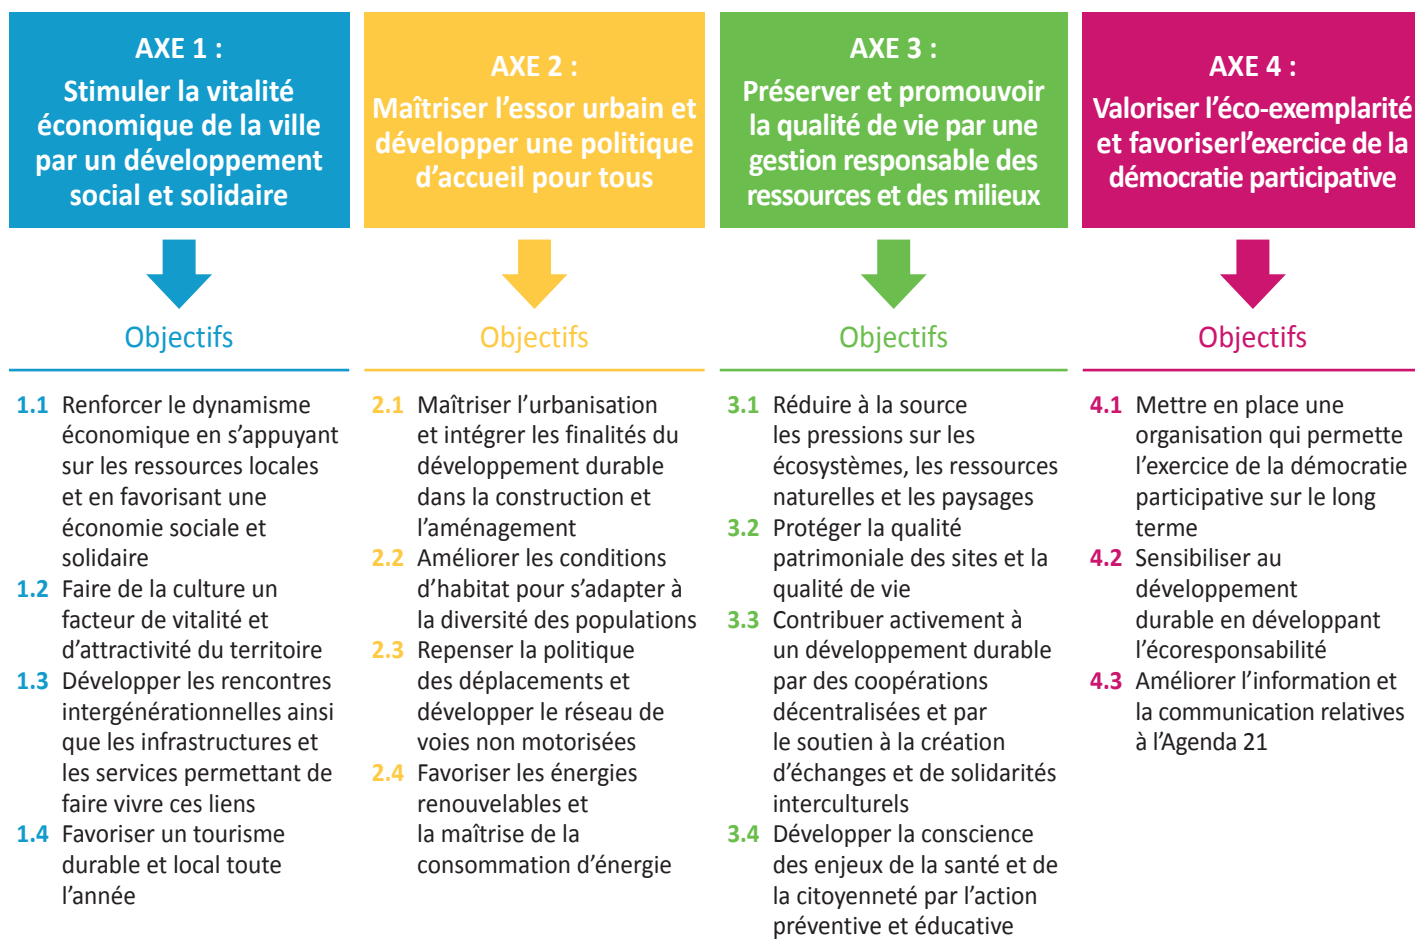 AXE 1 :
Stimuler la vitalité
économique de la ville
par un développement
social et solidaire
Objectifs
1.1 Renforcer le dynamisme
économique en s’appuyant
sur les ressources locales
et en favorisant une
économie sociale et
solidaire
1.2 Faire de la culture un
facteur de vitalité et
d’attractivité du territoire
1.3 Développer les rencontres
intergénérationnelles ainsi
que les infrastructures et
les services permettant de
faire vivre ces liens
1.4 Favoriser un tourisme
durable et local toute
l’année
AXE 2 :
Maîtriser l’essor urbain et
développer une politique
d’accueil pour tous
Objectifs
2.1 Maîtriser l’urbanisation
et intégrer les finalités du
développement durable
dans la construction et
l’aménagement
2.2 Améliorer les conditions
d’habitat pour s’adapter à
la diversité des populations
2.3 Repenser la politique
des déplacements et
développer le réseau de
voies non motorisées
2.4 Favoriser les énergies
renouvelables et
la maîtrise de la
consommation d’énergie
AXE 3 :
Préserver et promouvoir
la qualité de vie par une
gestion responsable des
ressources et des milieux
Objectifs
3.1 Réduire à la source
les pressions sur les
écosystèmes, les ressources
naturelles et les paysages
3.2 Protéger la qualité
patrimoniale des sites et la
qualité de vie
3.3 Contribuer activement à
un développement durable
par des coopérations
décentralisées et par
le soutien à la création
d’échanges et de solidarités
interculturels
3.4 Développer la conscience
des enjeux de la santé et de
la citoyenneté par l’action
préventive et éducative
AXE 4 :
Valoriser l’éco-exemplarité
et favoriserl’exercice de la
démocratie participative
Objectifs
4.1 Mettre en place une
organisation qui permette
l’exercice de la démocratie
participative sur le long
terme
4.2 Sensibiliser au
développement
durable en développant
l’écoresponsabilité
4.3 Améliorer l’information et
la communication relatives
à l’Agenda 21